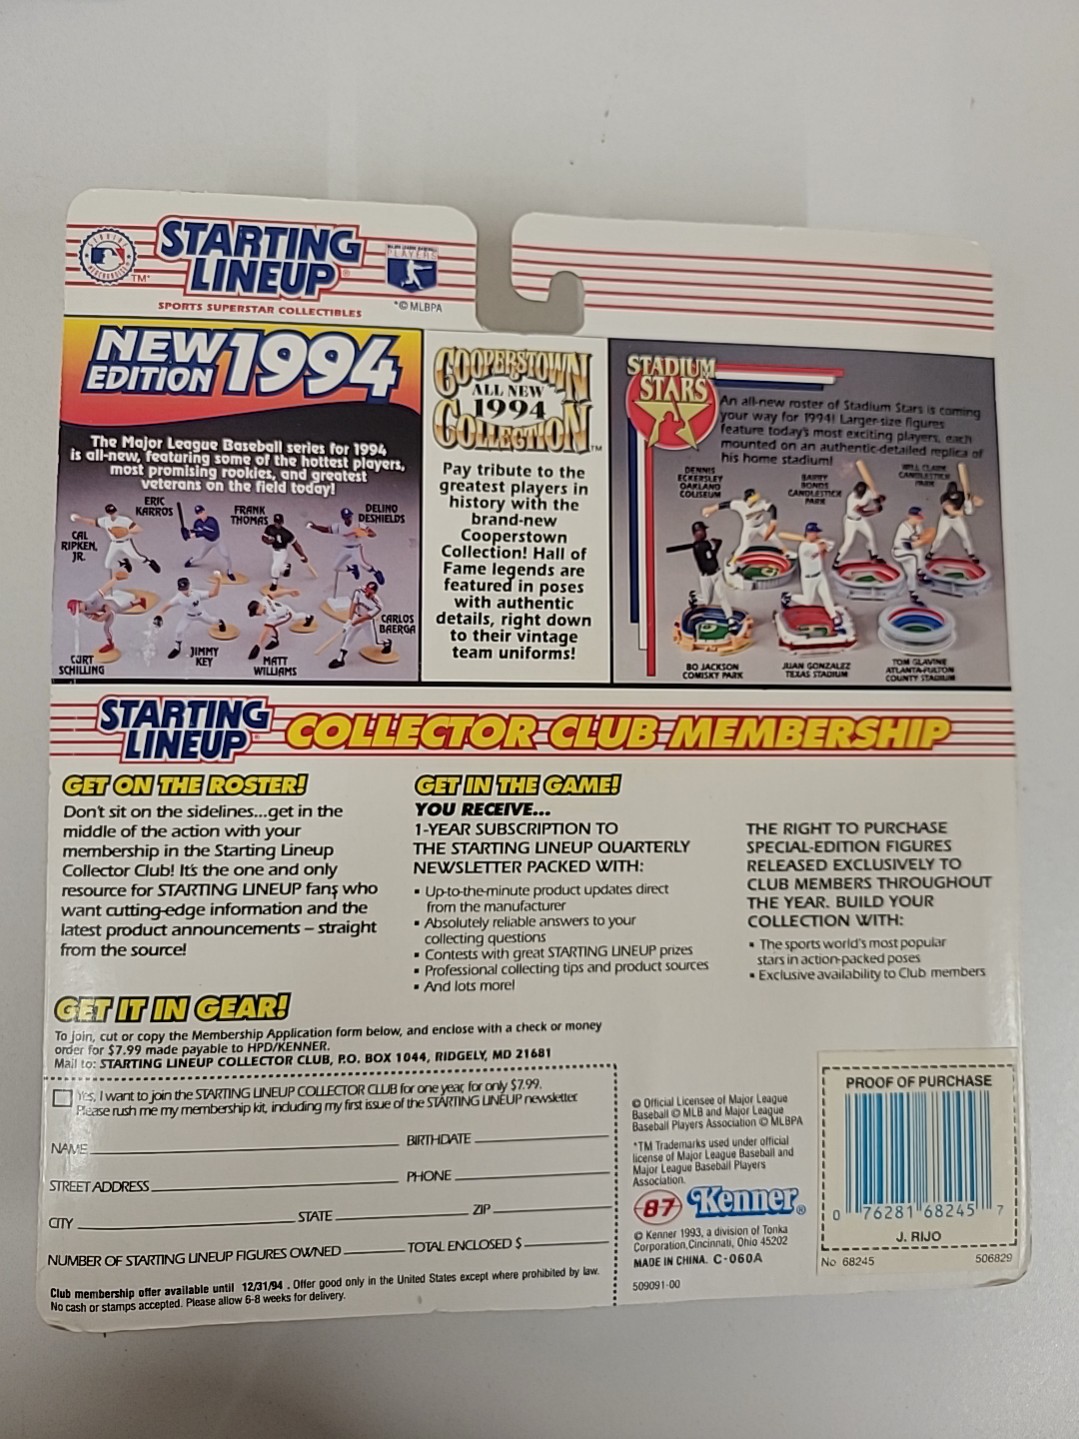 STARTING
LINEUP®
SPORTS SUPERSTAR COLLECTIBLES
GENUINE
MERCHANDISE
TM*
MAJOR LEAGUE BASEBALL
PLAYERS
*© MLBPA
NEW
EDITION
1994
The Major League Baseball series for 1994
is all-new, featuring some of the hottest players,
most promising rookies, and greatest
veterans on the field today!
CAL
RIPKEN,
JR.
ERIC
KARROS
FRANK
THOMAS
DELINO
DESHIELDS
CURT
SCHILLING
JIMMY
KEY
MATT
WILLIAMS
CARLOS
BAERGA
COOPERSTOWN
ALL NEW
1994
COLLECTION™
Pay tribute to the
greatest players in
history with the
brand-new
Cooperstown
Collection! Hall of
Fame legends are
featured in poses
with authentic
details, right down
to their vintage
team uniforms!
STADIUM
STARS
An all-new roster of Stadium Stars is coming
your way for 1994! Larger-size figures
feature today's most exciting players, each
mounted on an authentic-detailed replica of
his home stadium!
DENNIS
ECKERSLEY
OAKLAND
COLISEUM
BARRY
BONDS
CANDLESTICK
PARK
WILL CLARK
CANDLESTICK
PARK
BO JACKSON
COMISKY PARK
JUAN GONZALEZ
TEXAS STADIUM
TOM GLAVINE
ATLANTA-FULTON
COUNTY STADIUM
STARTING
LINEUP® COLLECTOR CLUB MEMBERSHIP
GET ON THE ROSTER!
Don't sit on the sidelines...get in the
middle of the action with your
membership in the Starting Lineup
Collector Club! It's the one and only
resource for STARTING LINEUP fans who
want cutting-edge information and the
latest product announcements – straight
from the source!
GET IN THE GAME!
YOU RECEIVE...
1-YEAR SUBSCRIPTION TO
THE STARTING LINEUP QUARTERLY
NEWSLETTER PACKED WITH:
• Up-to-the-minute product updates direct
from the manufacturer
• Absolutely reliable answers to your
collecting questions
• Contests with great STARTING LINEUP prizes
• Professional collecting tips and product sources
• And lots more!
THE RIGHT TO PURCHASE
SPECIAL-EDITION FIGURES
RELEASED EXCLUSIVELY TO
CLUB MEMBERS THROUGHOUT
THE YEAR. BUILD YOUR
COLLECTION WITH:
• The sports world's most popular
stars in action-packed poses
• Exclusive availability to Club members
GET IT IN GEAR!
To join, cut or copy the Membership Application form below, and enclose with a check or money
order for $7.99 made payable to HPD/KENNER.
Mail to: STARTING LINEUP COLLECTOR CLUB, P.O. BOX 1044, RIDGELY, MD 21681
Yes, I want to join the STARTING LINEUP COLLECTOR CLUB for one year, for only $7.99.
Please rush me my membership kit, including my first issue of the STARTING LINEUP newsletter.
NAME BIRTHDATE
STREET ADDRESS PHONE
CITY STATE ZIP
NUMBER OF STARTING LINEUP FIGURES OWNED TOTAL ENCLOSED $
Club membership offer available until 12/31/94 . Offer good only in the United States except where prohibited by law.
No cash or stamps accepted. Please allow 6-8 weeks for delivery.
© Official Licensee of Major League
Baseball © MLB and Major League
Baseball Players Association © MLBPA
*TM Trademarks used under official
license of Major League Baseball and
Major League Baseball Players
Association.
87 Kenner®
© Kenner 1993, a division of Tonka
Corporation, Cincinnati, Ohio 45202
MADE IN CHINA. C-060A
509091-00
PROOF OF PURCHASE
0 76281 68245 7
J. RIJO
No 68245 506829